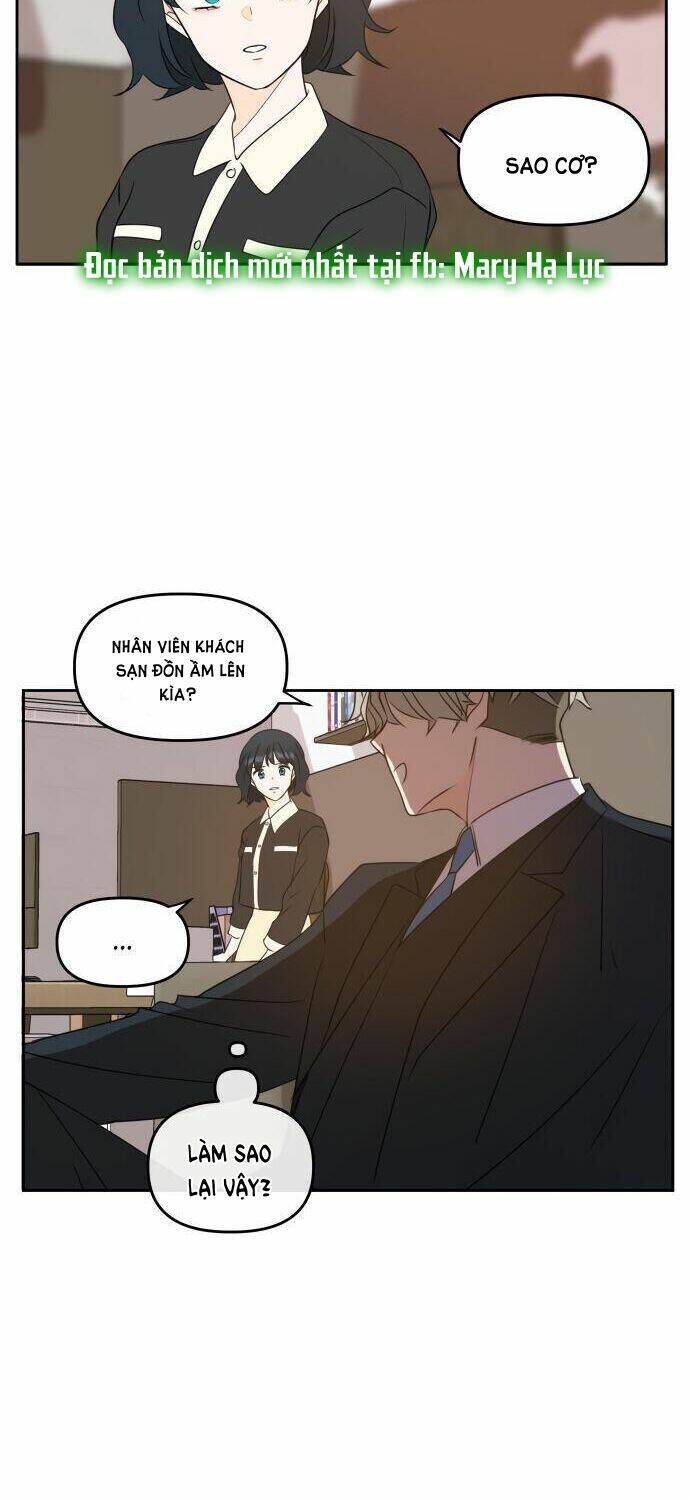 SAO CƠ?
Đọc bản dịch mới nhất tại fb: Mary Hạ Lục
NHÂN VIÊN KHÁCH
SẠN ĐỒN ẦM LÊN
KÌA?
...
LÀM SAO
LẠI VẬY?